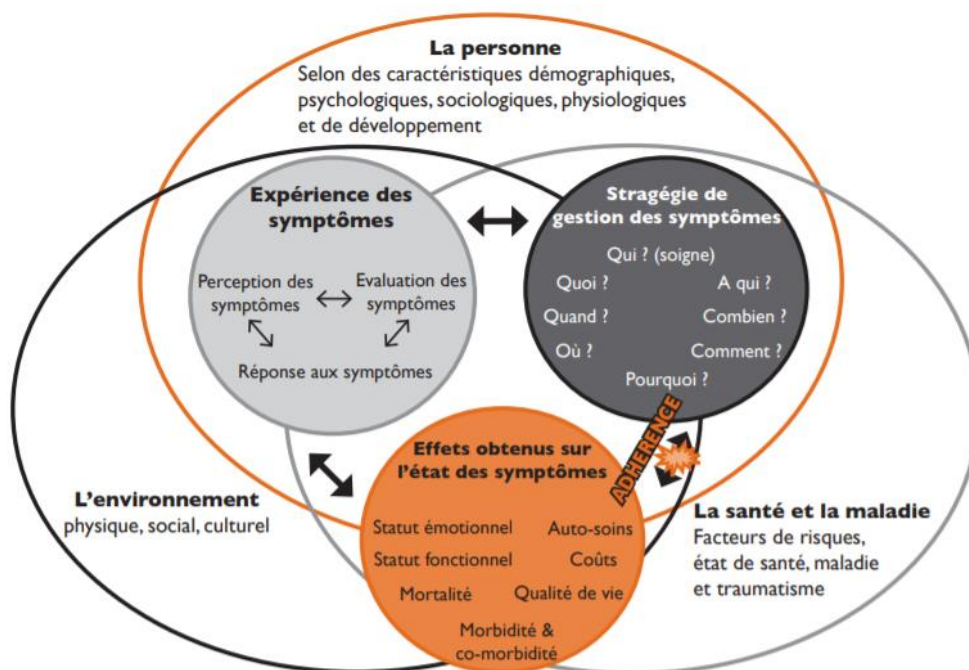 La personne
Selon des caractéristiques démographiques,
psychologiques, sociologiques, physiologiques
et de développement
Expérience des
symptômes
Perception des
symptômes
Evaluation des
symptômes
Réponse aux symptômes
Stragégie de
gestion des symptômes
Qui ? (soigne)
Quoi ?
A qui ?
Quand ?
Combien ?
Où ?
Comment ?
Pourquoi ?
ADHERENCE
Effets obtenus sur
l'état des symptômes
Statut émotionnel
Auto-soins
Statut fonctionnel
Coûts
Mortalité
Qualité de vie
Morbidité &
co-morbidité
L'environnement
physique, social, culturel
La santé et la maladie
Facteurs de risques,
état de santé, maladie
et traumatisme